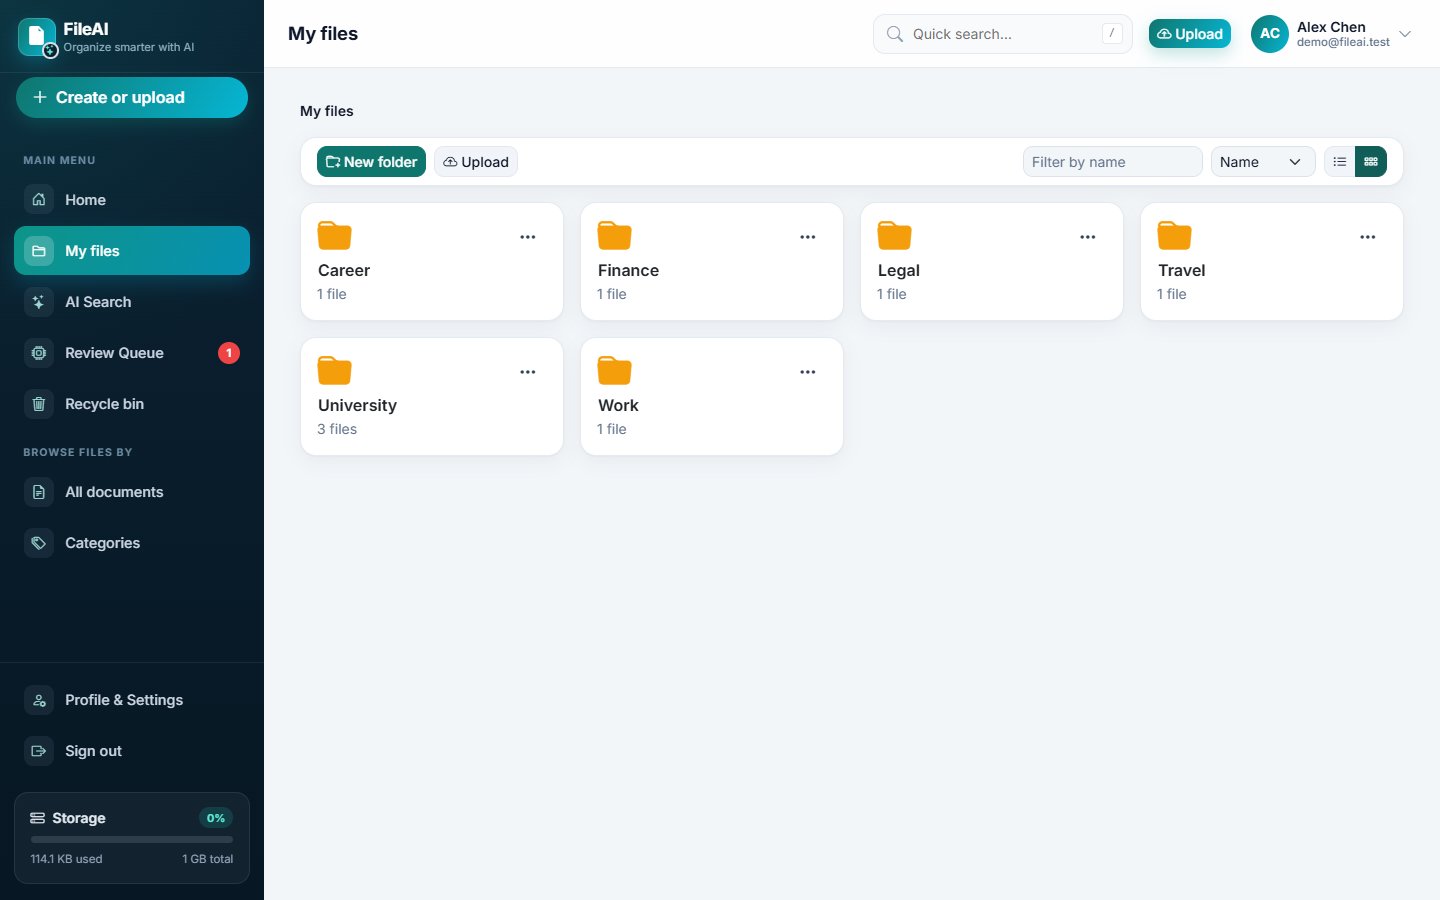 FileAI
Organize smarter with AI
Create or upload
MAIN MENU
Home
My files
AI Search
Review Queue 1
Recycle bin
BROWSE FILES BY
All documents
Categories
Profile & Settings
Sign out
Storage 0%
114.1 KB used 1 GB total
My files
Quick search... /
Upload
AC
Alex Chen
demo@fileai.test
My files
New folder
Upload
Filter by name
Name
Career
1 file
Finance
1 file
Legal
1 file
Travel
1 file
University
3 files
Work
1 file